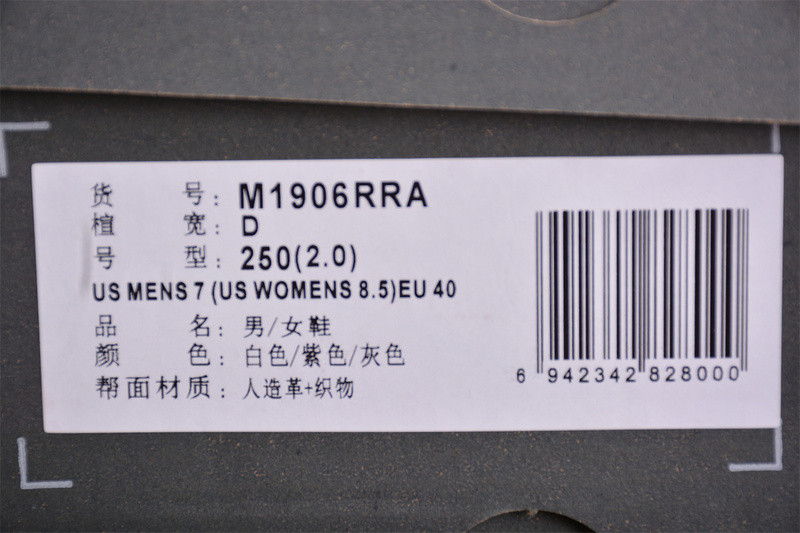 货 号：M1906RRA
楦 宽：D
号 型：250(2.0)
US MENS 7 (US WOMENS 8.5)EU 40
品 名：男/女鞋
颜 色：白色/紫色/灰色
帮面材质：人造革+织物
6 942342 828000